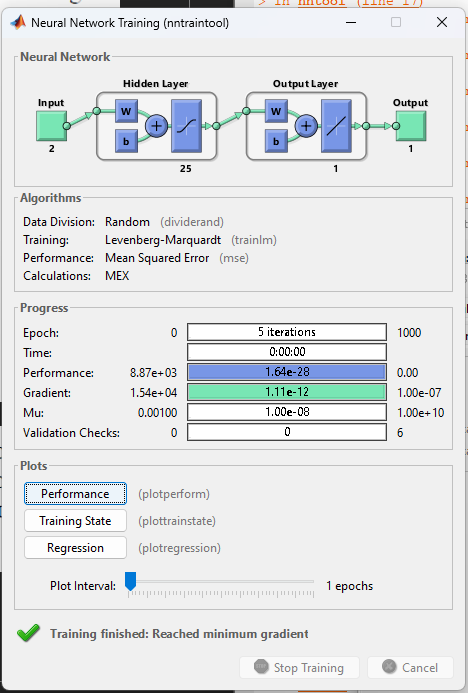 > In nntool (line 17)
Neural Network Training (nntraintool)
Neural Network
Hidden Layer Output Layer
Input Output
W W
b b
+ +
2 1
25 1
Algorithms
Data Division: Random (dividerand)
Training: Levenberg-Marquardt (trainlm)
Performance: Mean Squared Error (mse)
Calculations: MEX
Progress
Epoch: 0 5 iterations 1000
Time: 0:00:00
Performance: 8.87e+03 1.64e-28 0.00
Gradient: 1.54e+04 1.11e-12 1.00e-07
Mu: 0.00100 1.00e-08 1.00e+10
Validation Checks: 0 0 6
Plots
Performance (plotperform)
Training State (plottrainstate)
Regression (plotregression)
Plot Interval: 1 epochs
Training finished: Reached minimum gradient
Stop Training Cancel